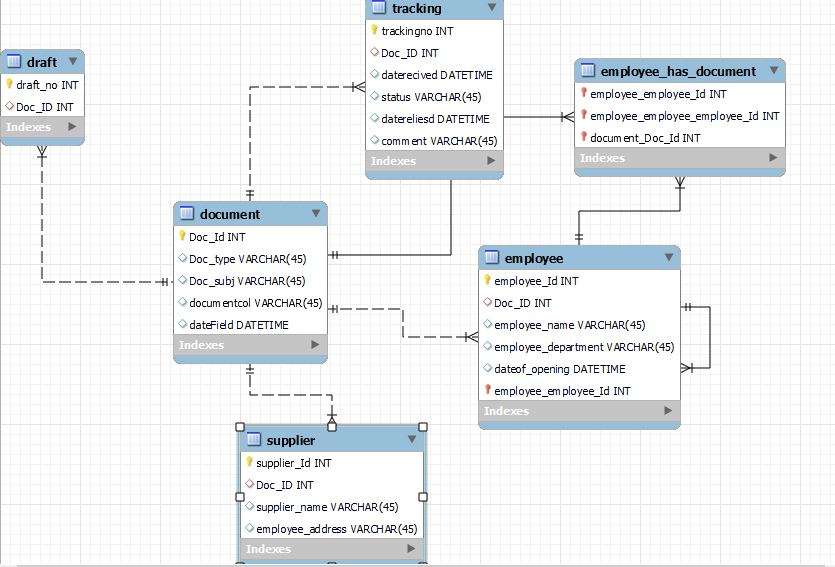 tracking
trackingno INT
Doc_ID INT
daterecived DATETIME
status VARCHAR(45)
datereliesd DATETIME
comment VARCHAR(45)
Indexes
draft
draft_no INT
Doc_ID INT
Indexes
employee_has_document
employee_employee_Id INT
employee_employee_employee_Id INT
document_Doc_Id INT
Indexes
document
Doc_Id INT
Doc_type VARCHAR(45)
Doc_subj VARCHAR(45)
documentcol VARCHAR(45)
dateField DATETIME
Indexes
employee
employee_Id INT
Doc_ID INT
employee_name VARCHAR(45)
employee_department VARCHAR(45)
dateof_opening DATETIME
employee_employee_Id INT
Indexes
supplier
supplier_Id INT
Doc_ID INT
supplier_name VARCHAR(45)
employee_address VARCHAR(45)
Indexes